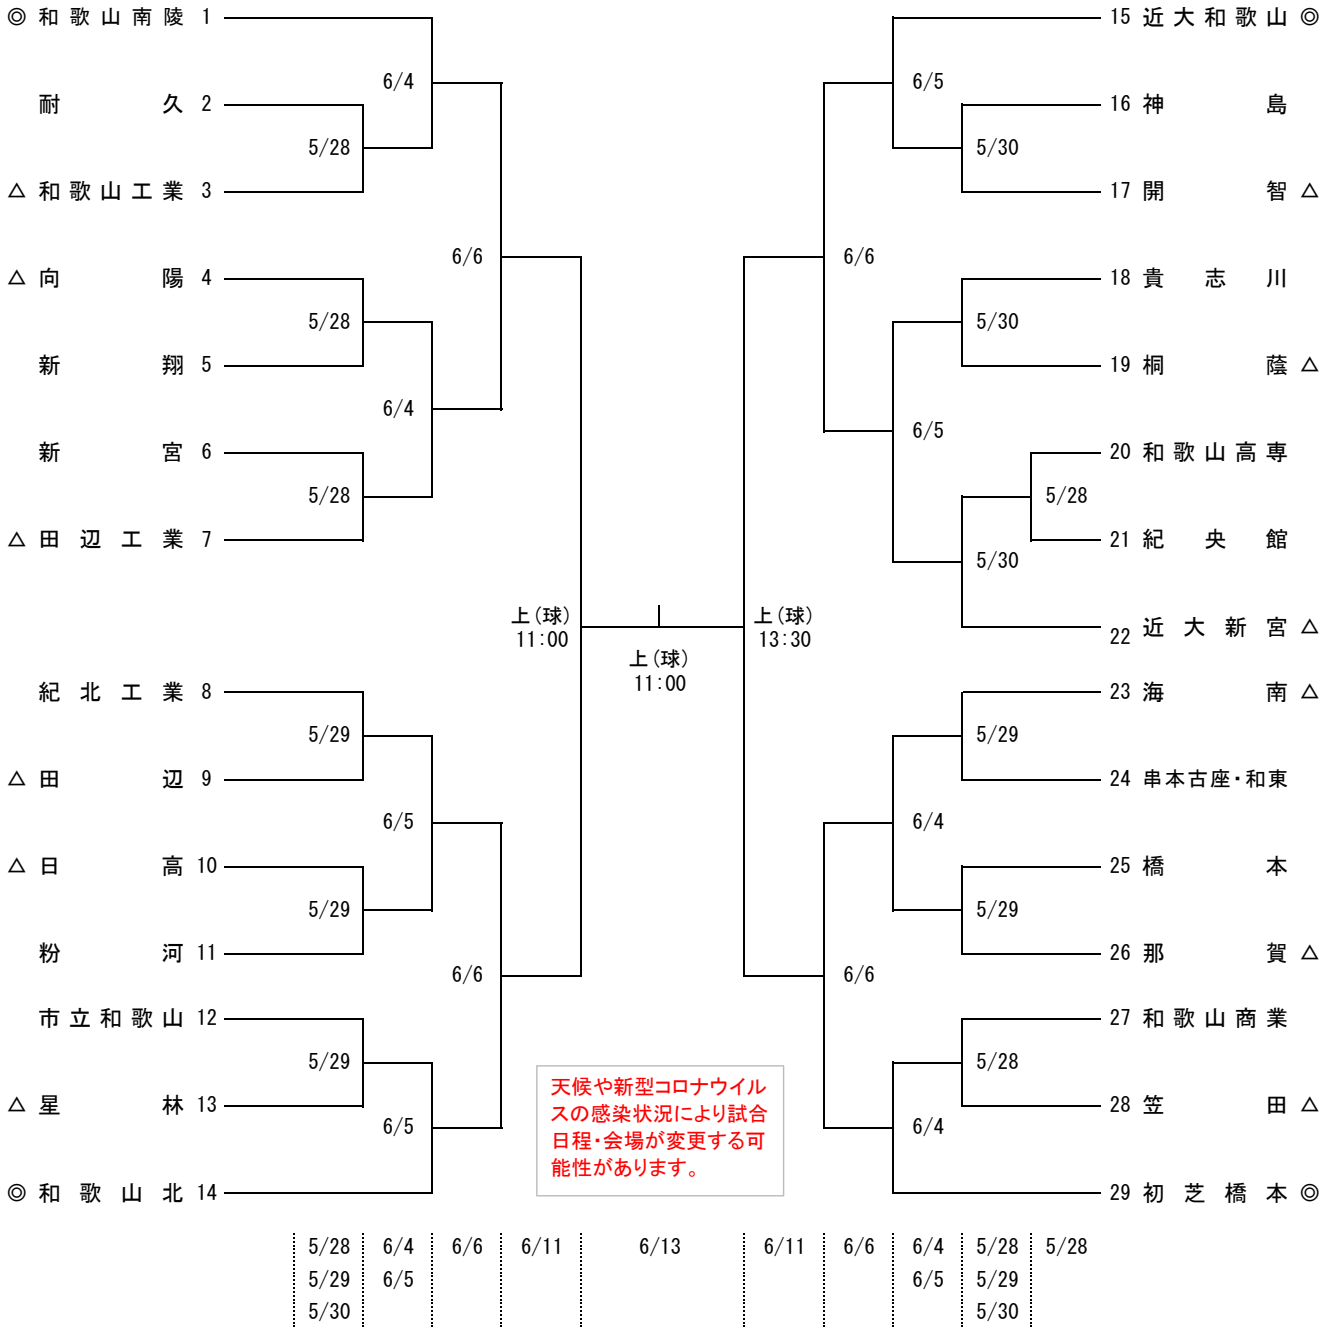 ◎ 和歌山南陵 1
6/4
耐久 2
5/28
△ 和歌山工業 3
6/6
△ 向陽 4
5/28
新翔 5
6/4
新宮 6
5/28
△ 田辺工業 7
上(球)
11:00
紀北工業 8
5/29
△ 田辺 9
6/5
△ 日高 10
5/29
粉河 11
6/6
市立和歌山 12
5/29
△ 星林 13
6/5
◎ 和歌山北 14
上(球)
11:00
15 近大和歌山 ◎
6/5
16 神島
5/30
17 開智 △
6/6
18 貴志川
5/30
19 桐蔭 △
6/5
20 和歌山高専
5/28
21 紀央館
5/30
22 近大新宮 △
上(球)
13:30
23 海南 △
5/29
24 串本古座・和東
6/4
25 橋本
5/29
26 那賀 △
6/6
27 和歌山商業
5/28
28 笠田 △
6/4
29 初芝橋本 ◎
天候や新型コロナウイル
スの感染状況により試合
日程・会場が変更する可
能性があります。
5/28 6/4 6/6 6/11 6/13 6/11 6/6 6/4 5/28 5/28
5/29 6/5 6/5 5/29
5/30 5/30